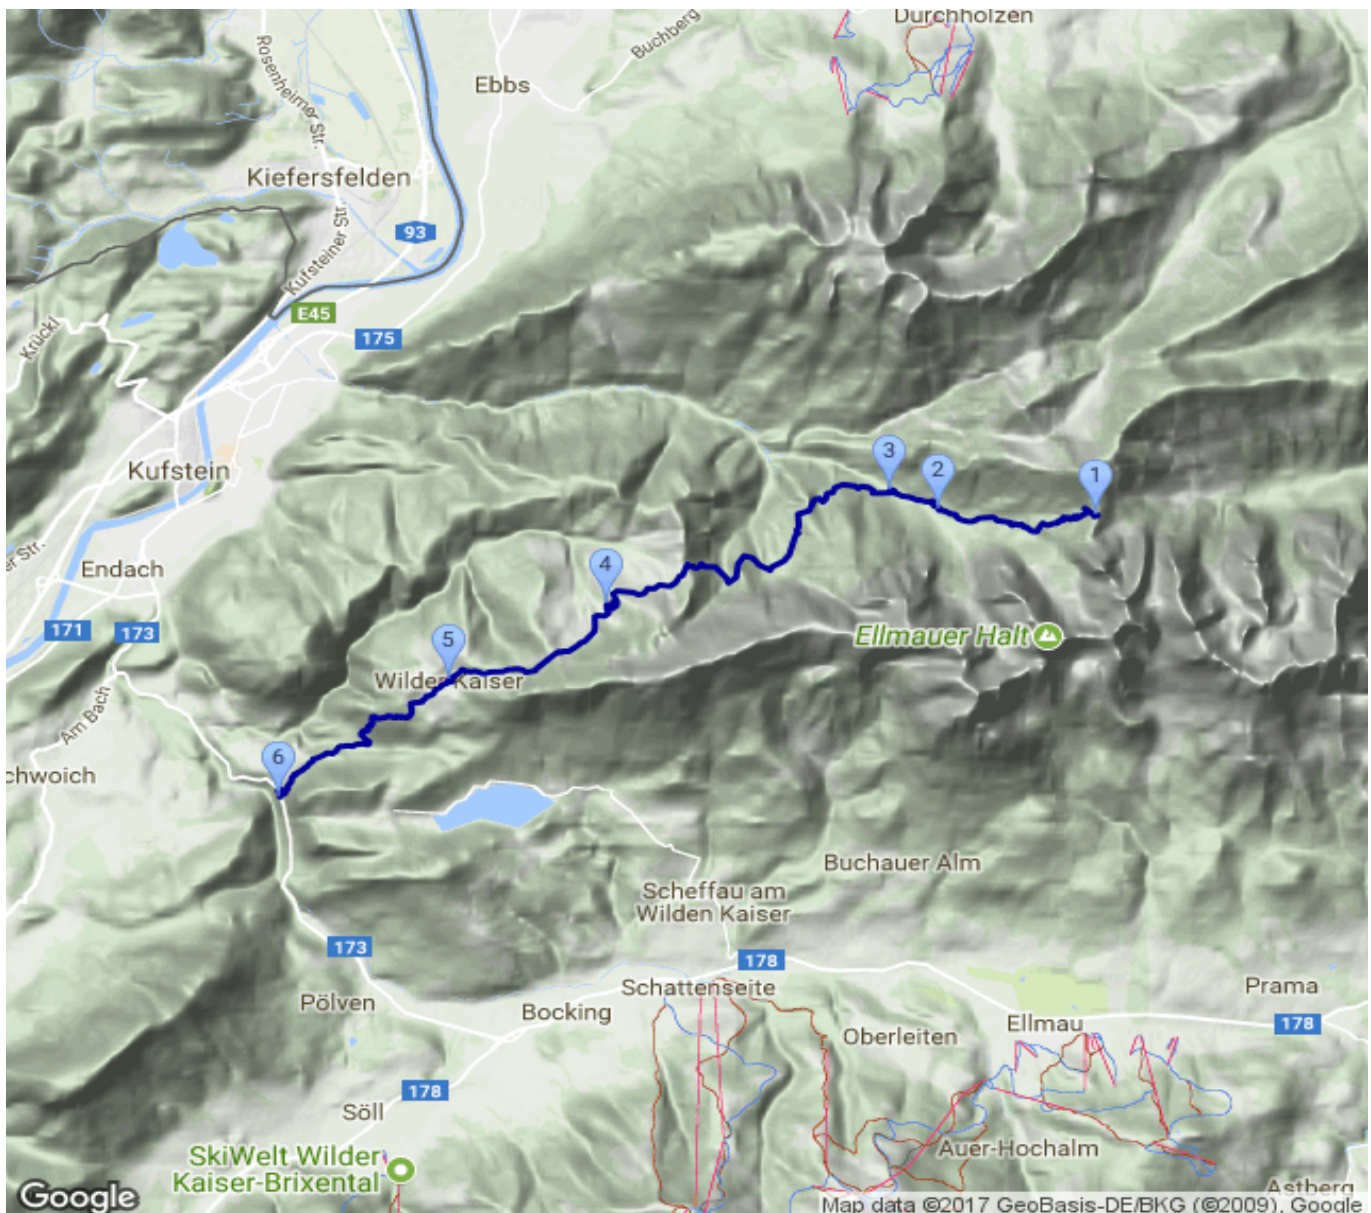 Durchholzen
Rosenheimer Str.
Buchberg
Ebbs
Kiefersfelden
93
Kufsteiner Str.
E45
175
Krückl
Kufstein
3
2
1
er Str.
Endach
4
171
173
Ellmauer Halt
5
Wilder Kaiser
Am Bach
6
chwoich
Buchauer Alm
Scheffau am
Wilden Kaiser
173
178
Schattenseite
Prama
Pölven
Bocking
Ellmau
178
Oberleiten
178
Söll
Auer-Hochalm
SkiWelt Wilder
Kaiser-Brixental
Astberg
Google
Map data ©2017 GeoBasis-DE/BKG (©2009), Google